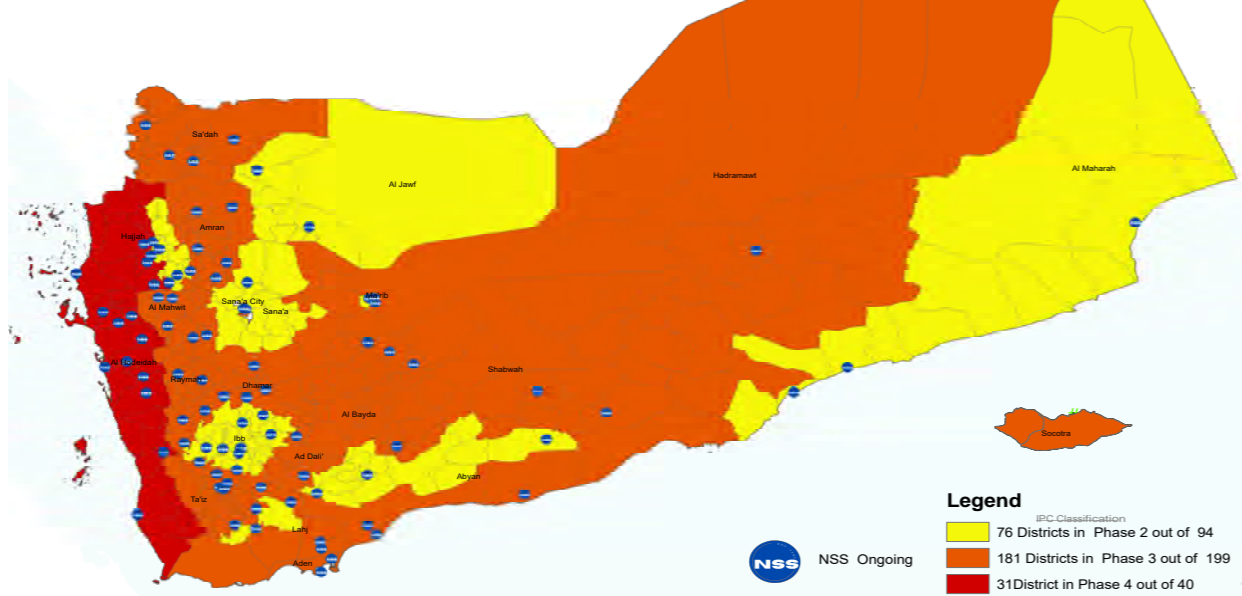 Sa'dah
Al Jawf
Hadramawt
Al Maharah
Amran
Hajjah
Sana'a City
Sana'a
Ma'rib
Al Mahwit
Al Hodeidah
Raymah
Dhamar
Shabwah
Al Bayda
Ibb
Ad Dali'
Abyan
Socotra
Ta'iz
Lahj
Aden
Legend
IPC Classification
76 Districts in Phase 2 out of 94
181 Districts in Phase 3 out of 199
31District in Phase 4 out of 40
NSS
NSS Ongoing